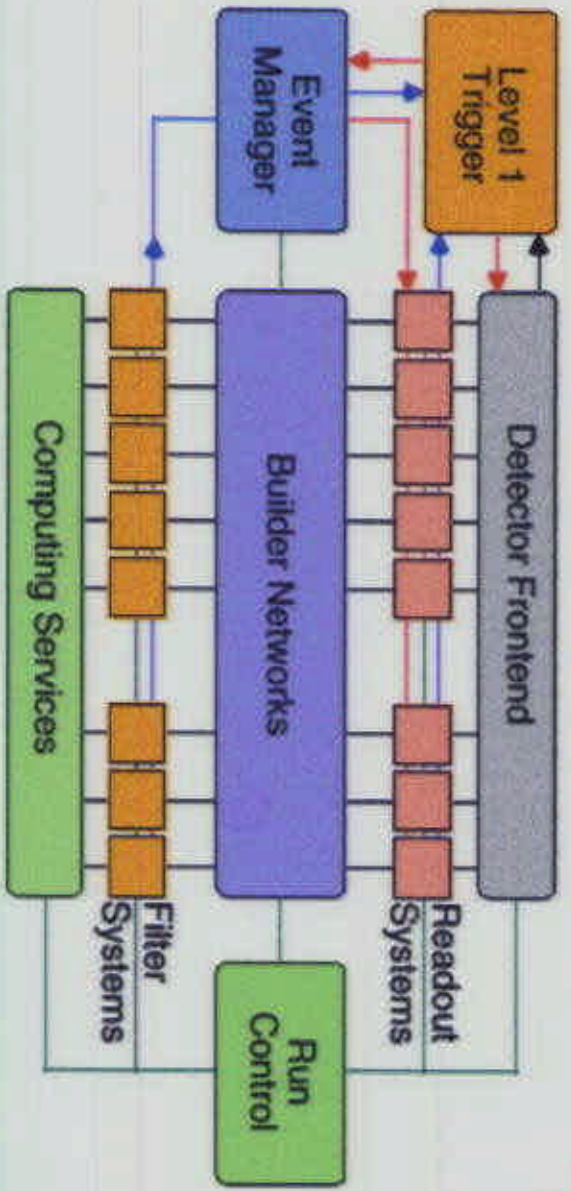 Detector Frontend
Level 1
Trigger
Readout
Systems
Event
Manager
Builder Networks
Run
Control
Filter
Systems
Computing Services